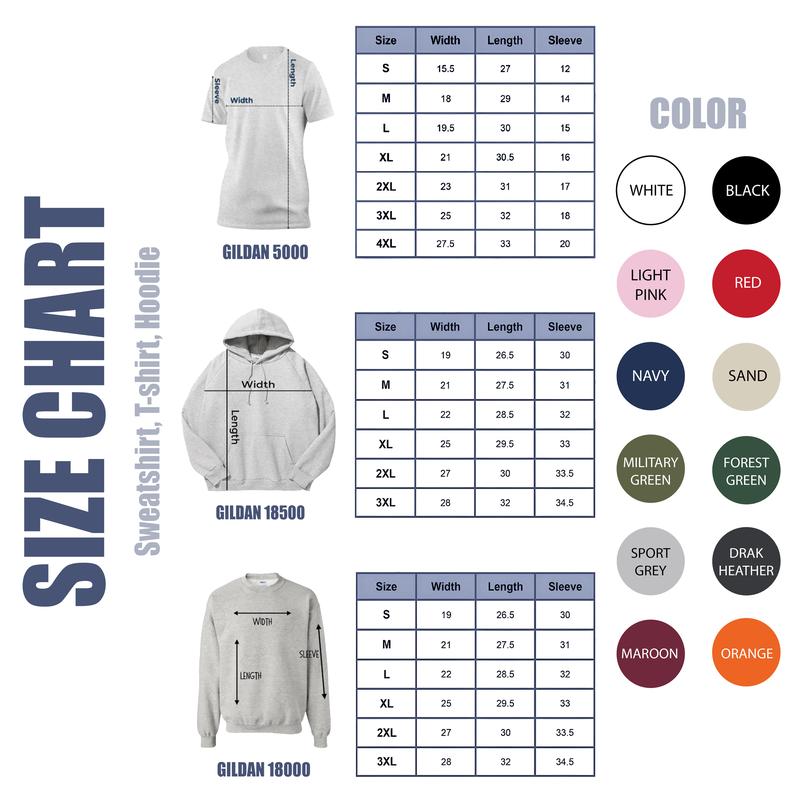 SIZE CHART
Sweatshirt, T-shirt, Hoodie
Sleeve
Width
Length
GILDAN 5000
Size Width Length Sleeve
S 15.5 27 12
M 18 29 14
L 19,5 30 15
XL 21 30.5 16
2XL 23 31 17
3XL 25 32 18
4XL 27.5 33 20
Width
Length
GILDAN 18500
Size Width Length Sleeve
S 19 26.5 30
M 21 27.5 31
L 22 28.5 32
XL 25 29.5 33
2XL 27 30 33.5
3XL 28 32 34.5
WIDTH
SLEEVE
LENGTH
GILDAN 18000
Size Width Length Sleeve
S 19 26.5 30
M 21 27.5 31
L 22 28.5 32
XL 25 29.5 33
2XL 27 30 33.5
3XL 28 32 34.5
COLOR
WHITE
BLACK
LIGHT
PINK
RED
NAVY
SAND
MILITARY
GREEN
FOREST
GREEN
SPORT
GREY
DRAK
HEATHER
MAROON
ORANGE